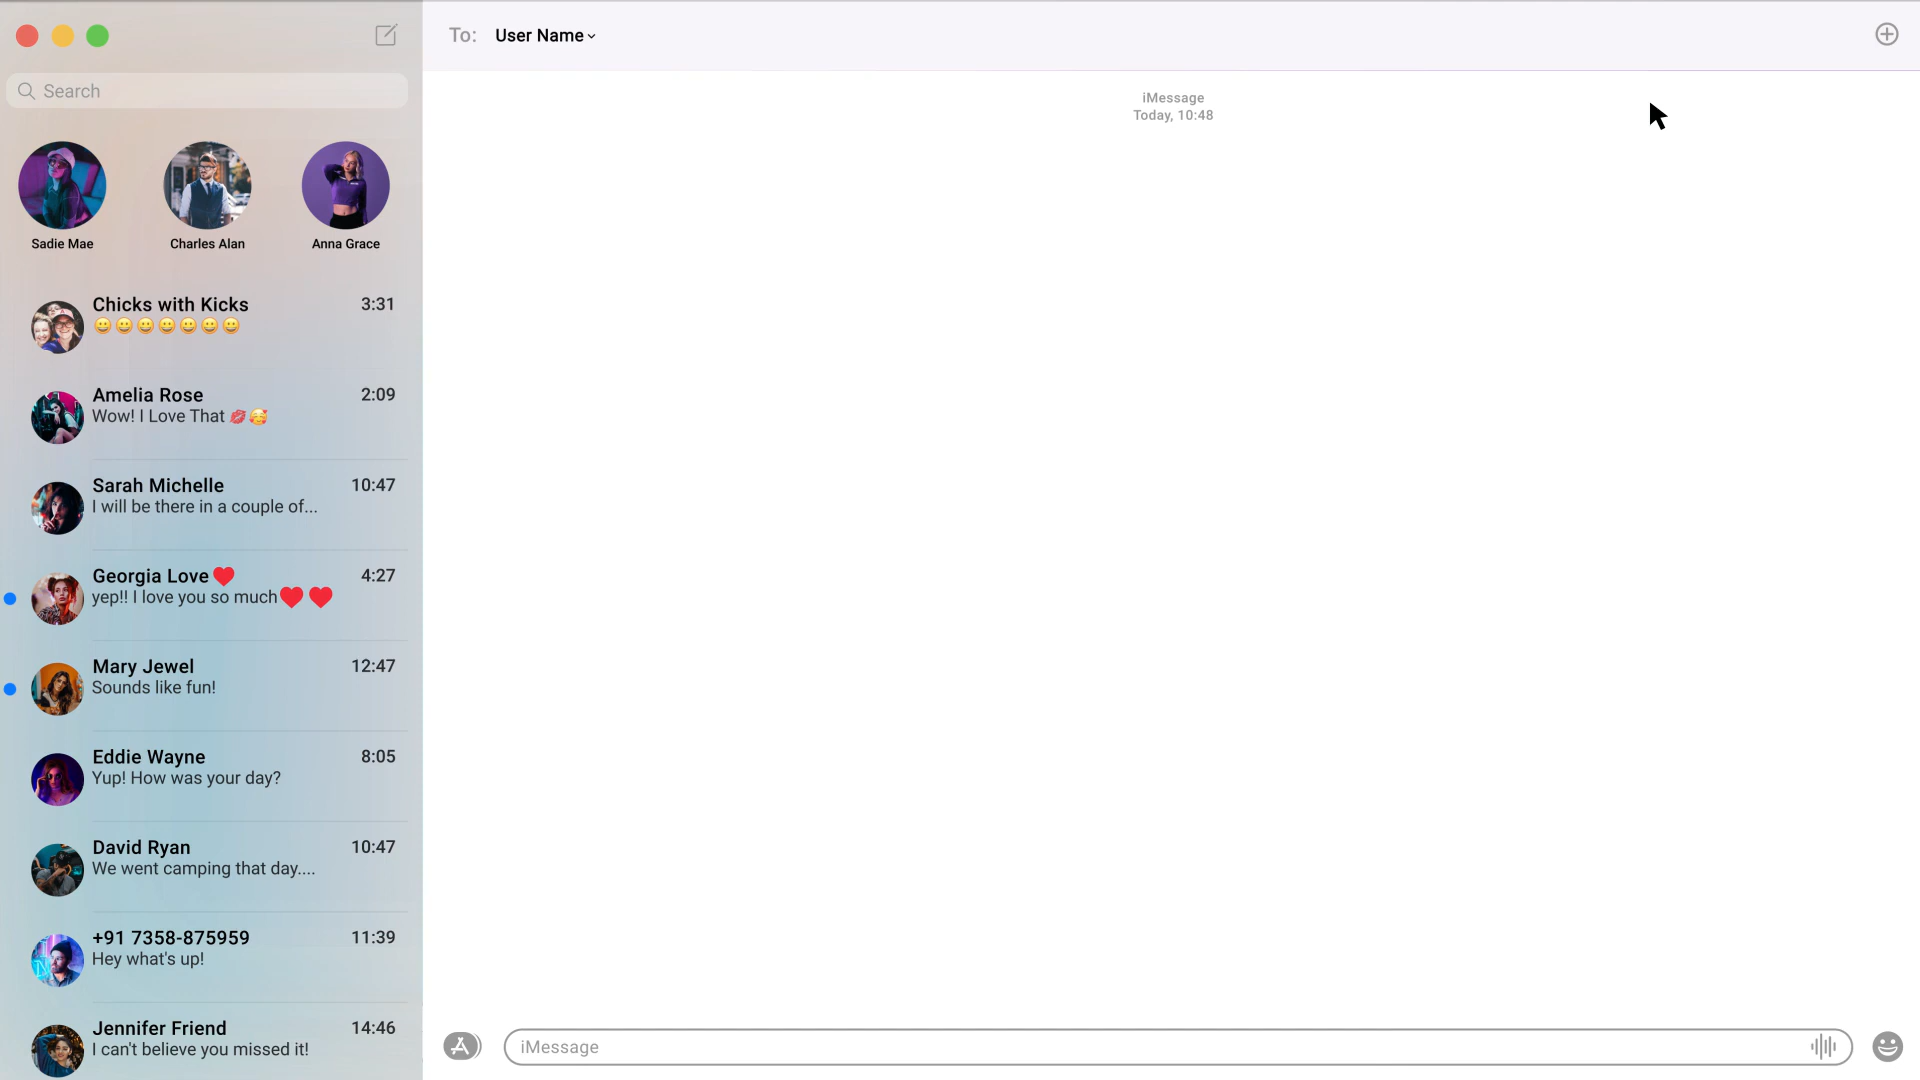 To: User Name
Search
iMessage
Today, 10:48
Sadie Mae
Charles Alan
Anna Grace
Chicks with Kicks 3:31
😀😀😀😀😀😀😀
Amelia Rose 2:09
Wow! I Love That 💋🥰
Sarah Michelle 10:47
I will be there in a couple of...
Georgia Love❤️ 4:27
yep!! I love you so much❤️❤️
Mary Jewel 12:47
Sounds like fun!
Eddie Wayne 8:05
Yup! How was your day?
David Ryan 10:47
We went camping that day....
+91 7358-875959 11:39
Hey what's up!
Jennifer Friend 14:46
I can't believe you missed it!
iMessage